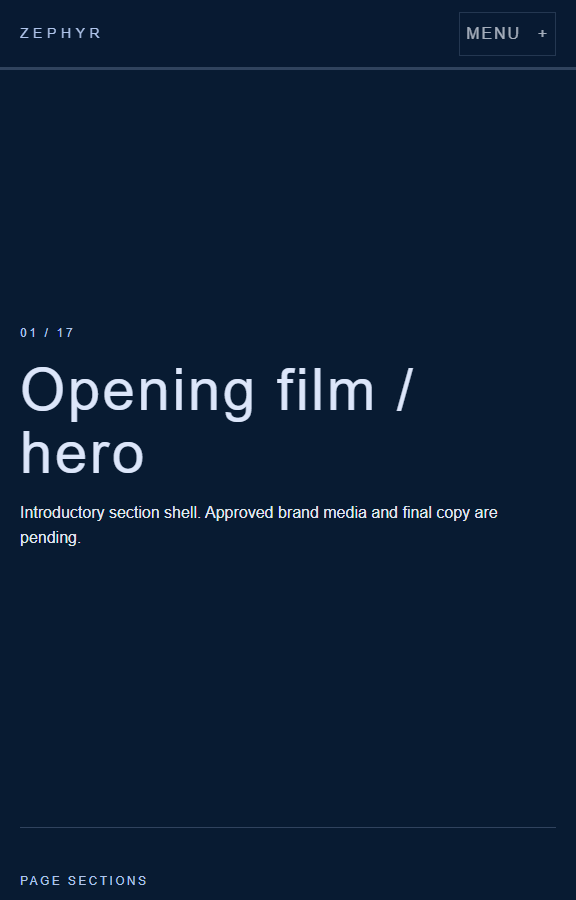 ZEPHYR
MENU +
01 / 17
Opening film /
hero
Introductory section shell. Approved brand media and final copy are
pending.
PAGE SECTIONS